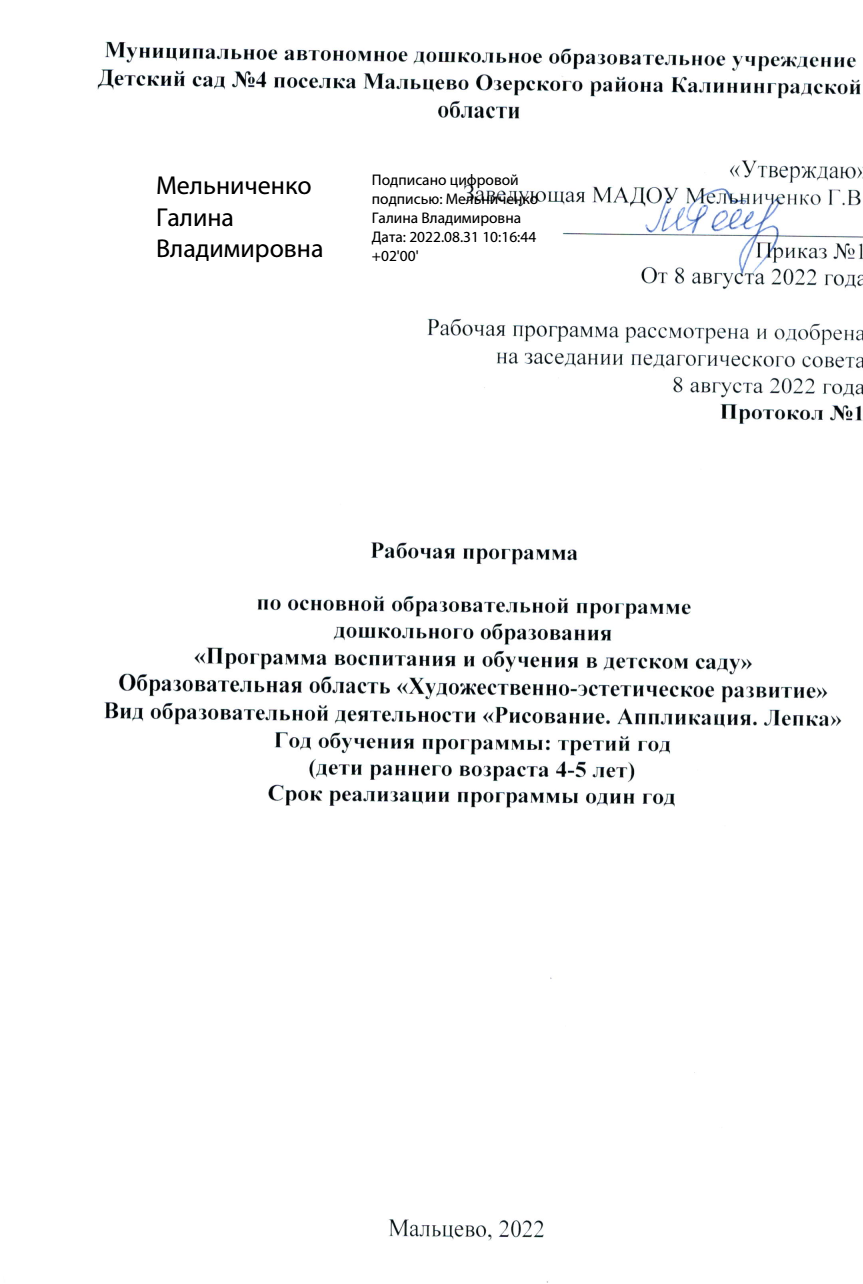 Муниципальное автономное дошкольное образовательное учреждение
Детский сад №4 поселка Мальцево Озерского района Калининградской
области
«Утверждаю»
Заведующая МАДОУ Мельниченко Г.В
Мельниченко
Галина
Владимировна
Подписано цифровой
подписью: Мельниченко
Галина Владимировна
Дата: 2022.08.31 10:16:44
+02'00'
Приказ №1
От 8 августа 2022 года
Рабочая программа рассмотрена и одобрена
на заседании педагогического совета
8 августа 2022 года
Протокол №1
Рабочая программа
по основной образовательной программе
дошкольного образования
«Программа воспитания и обучения в детском саду»
Образовательная область «Художественно-эстетическое развитие»
Вид образовательной деятельности «Рисование. Аппликация. Лепка»
Год обучения программы: третий год
(дети раннего возраста 4-5 лет)
Срок реализации программы один год
Мальцево, 2022